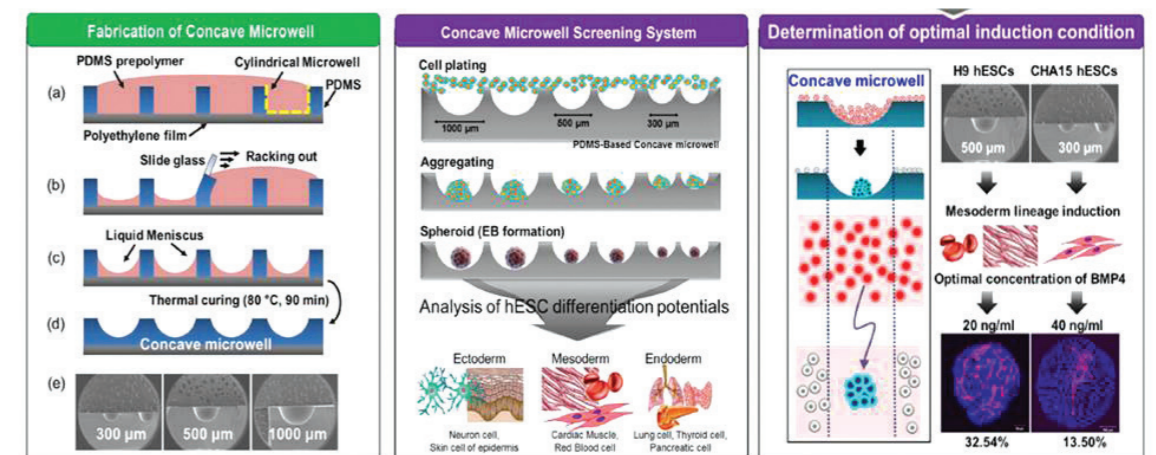 Fabrication of Concave Microwell
PDMS prepolymer
Cylindrical Microwell
PDMS
(a)
Polyethylene film
Slide glass
Racking out
(b)
Liquid Meniscus
(c)
Thermal curing (80 °C, 90 min)
(d)
Concave microwell
(e)
300 μm
500 μm
1000 μm
Concave Microwell Screening System
Cell plating
1000 μm
500 μm
300 μm
PDMS-Based Concave microwell
Aggregating
Spheroid (EB formation)
Analysis of hESC differentiation potentials
Ectoderm
Mesoderm
Endoderm
Neuron cell,
Skin cell of epidermis
Cardiac Muscle,
Red Blood cell
Lung cell, Thyroid cell,
Pancreatic cell
Determination of optimal induction condition
Concave microwell
H9 hESCs
CHA15 hESCs
500 μm
300 μm
Mesoderm lineage induction
Optimal concentration of BMP4
20 ng/ml
40 ng/ml
32.54%
13.50%